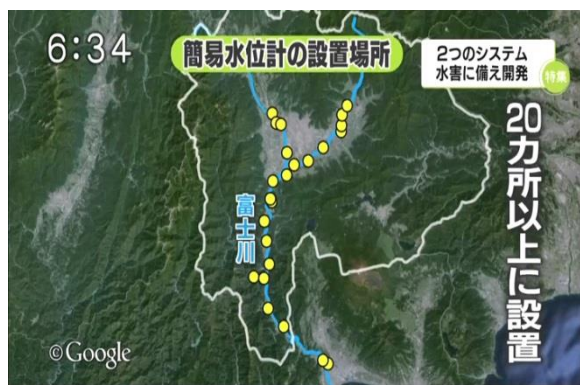 6:34
簡易水位計の設置場所
2つのシステム
水害に備え開発
特集
20カ所以上に設置
富士川
©Google